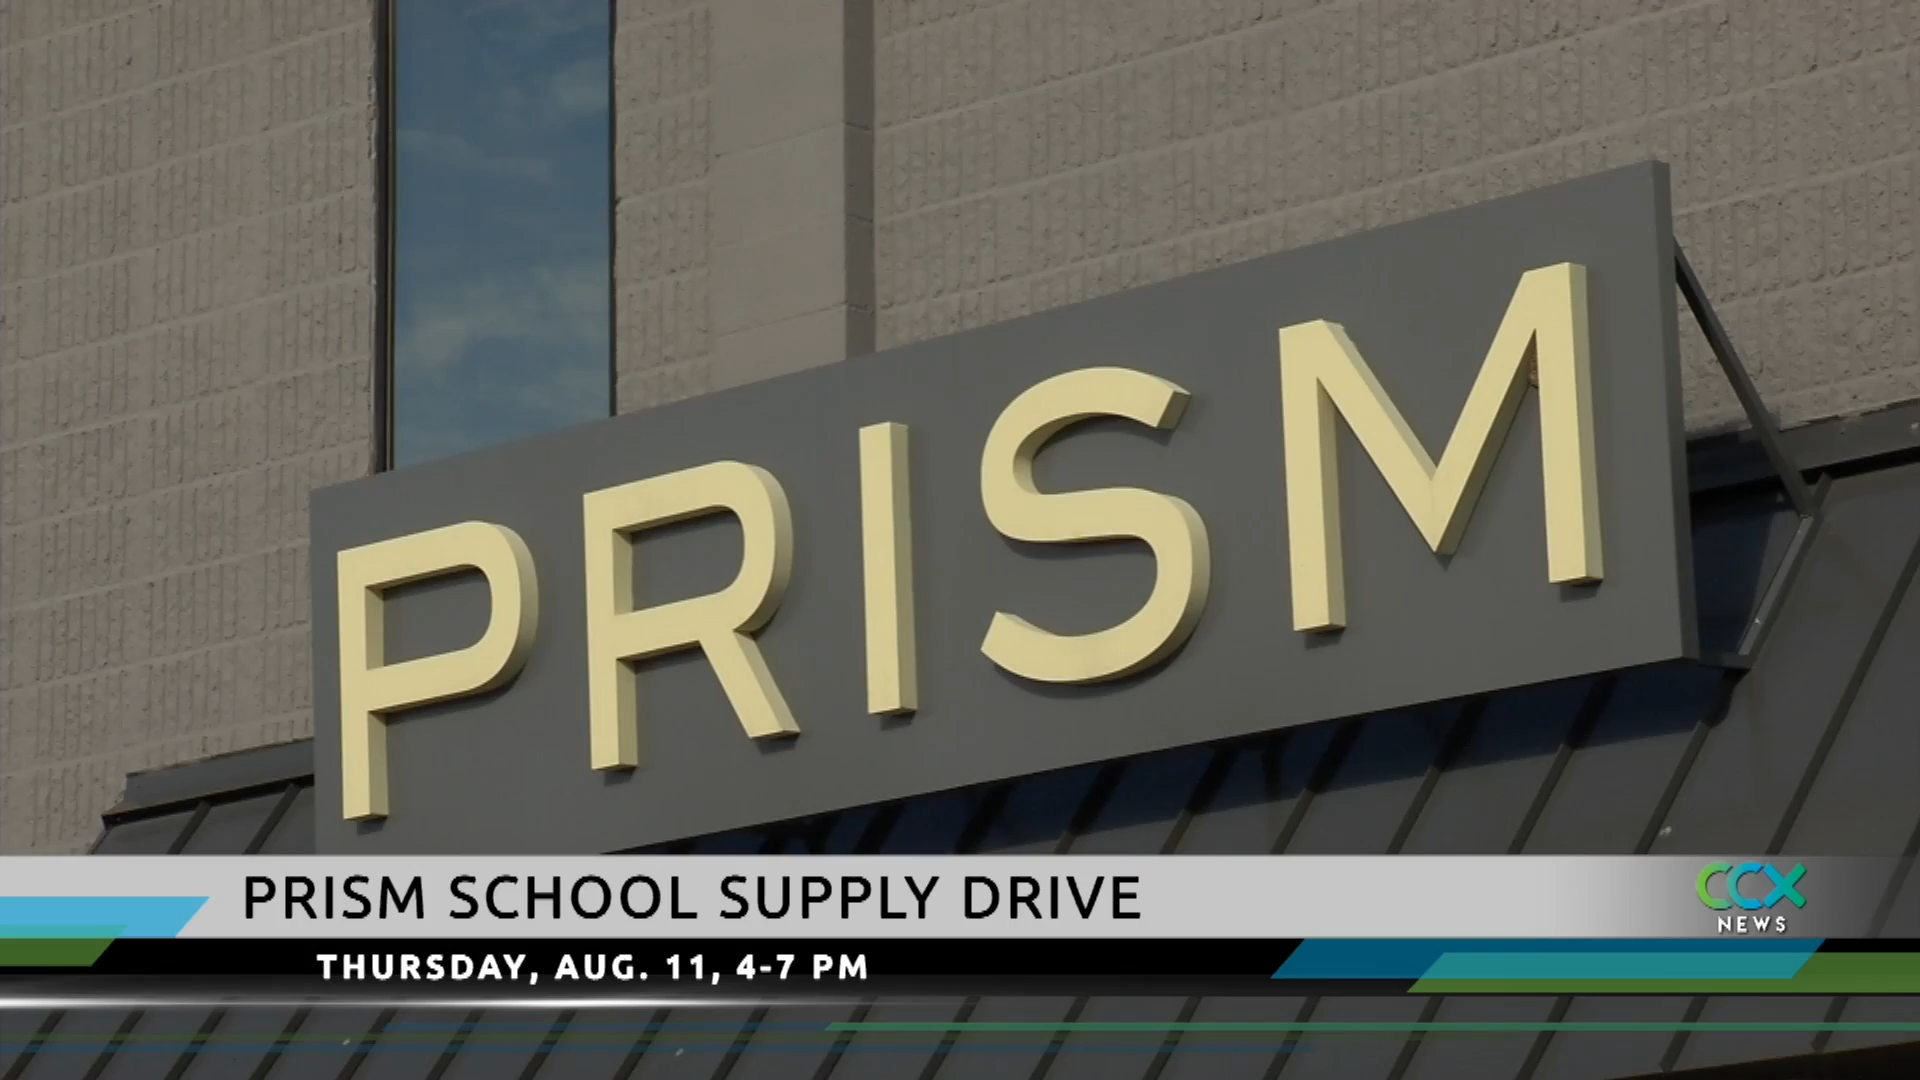 PRISM
PRISM SCHOOL SUPPLY DRIVE
CCX
NEWS
THURSDAY, AUG. 11, 4-7 PM